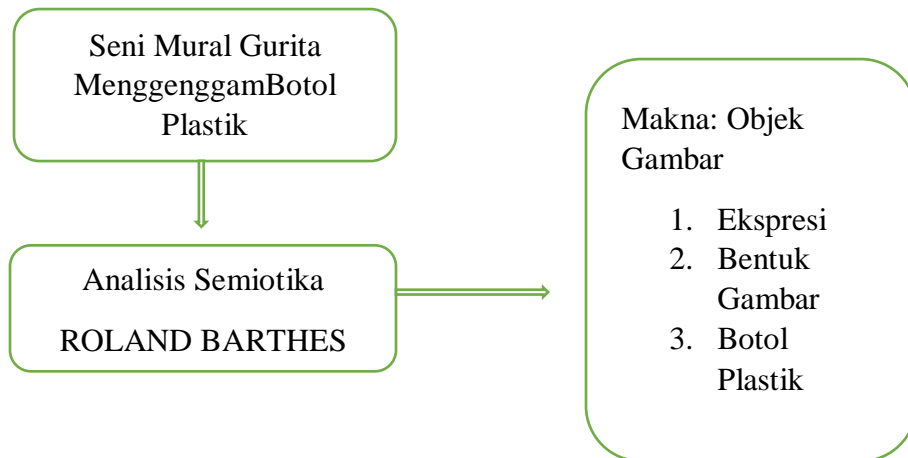 Seni Mural Gurita
MenggenggamBotol
Plastik
Analisis Semiotika
ROLAND BARTHES
Makna: Objek
Gambar
1. Ekspresi
2. Bentuk
Gambar
3. Botol
Plastik